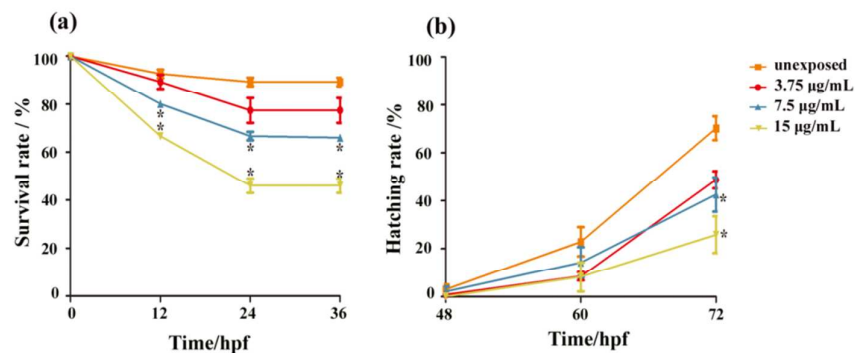 (a)
100
80
60
40
20
0
Survival rate / %
*
*
*
*
*
*
0 12 24 36
Time/hpf
(b)
100
80
60
40
20
0
Hatching rate /%
*
*
48 60 72
Time/hpf
unexposed
3.75 μg/mL
7.5 μg/mL
15 μg/mL